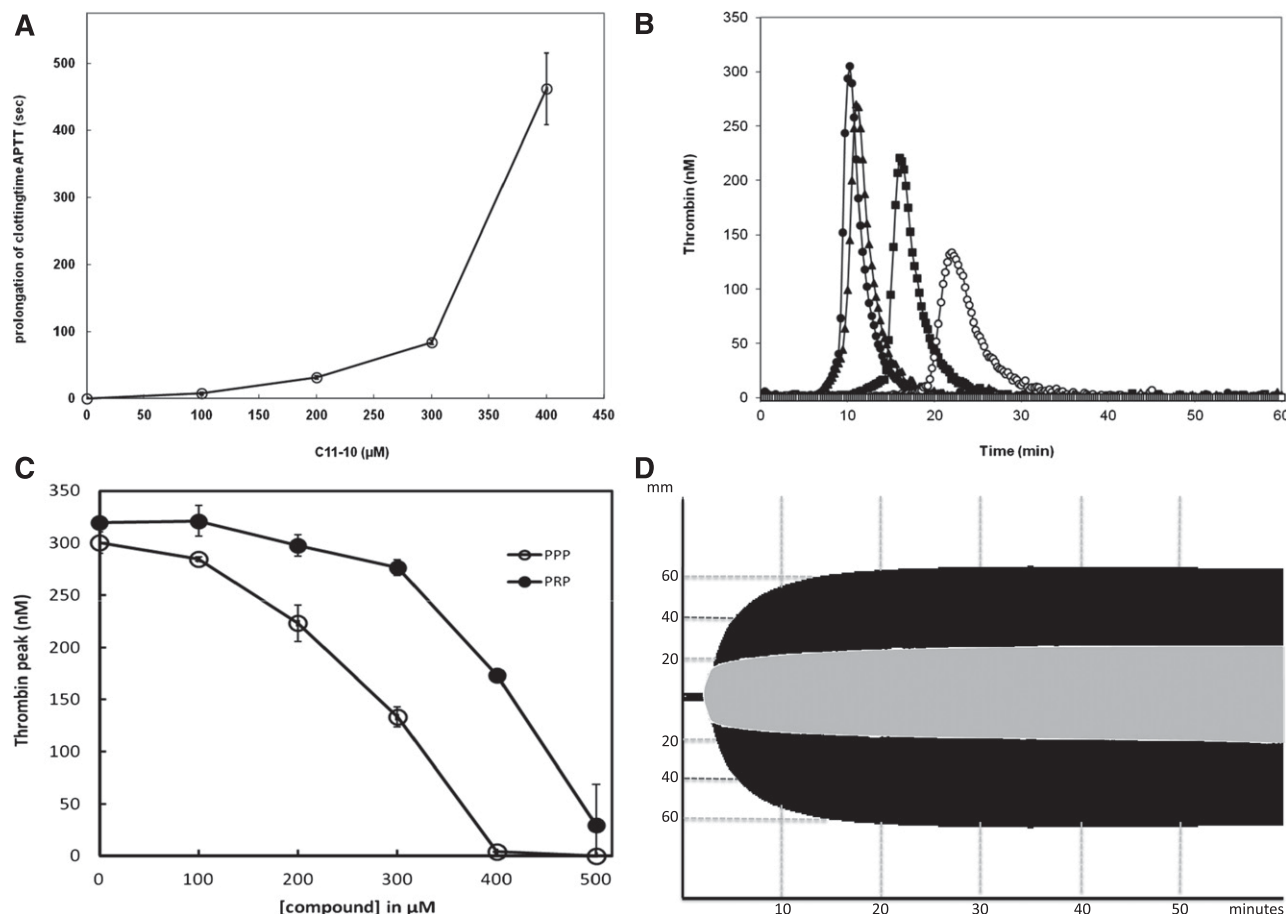 A
prolongation of clottingtime APTT (sec)
500
400
300
200
100
0
0 50 100 150 200 250 300 350 400 450
C11-10 (µM)
B
Thrombin (nM)
350
300
250
200
150
100
50
0
0 10 20 30 40 50 60
Time (min)
C
Thrombin peak (nM)
350
300
250
200
150
100
50
0
PPP
PRP
0 100 200 300 400 500
[compound] in µM
D
mm
60
40
20
20
40
60
10 20 30 40 50 minutes